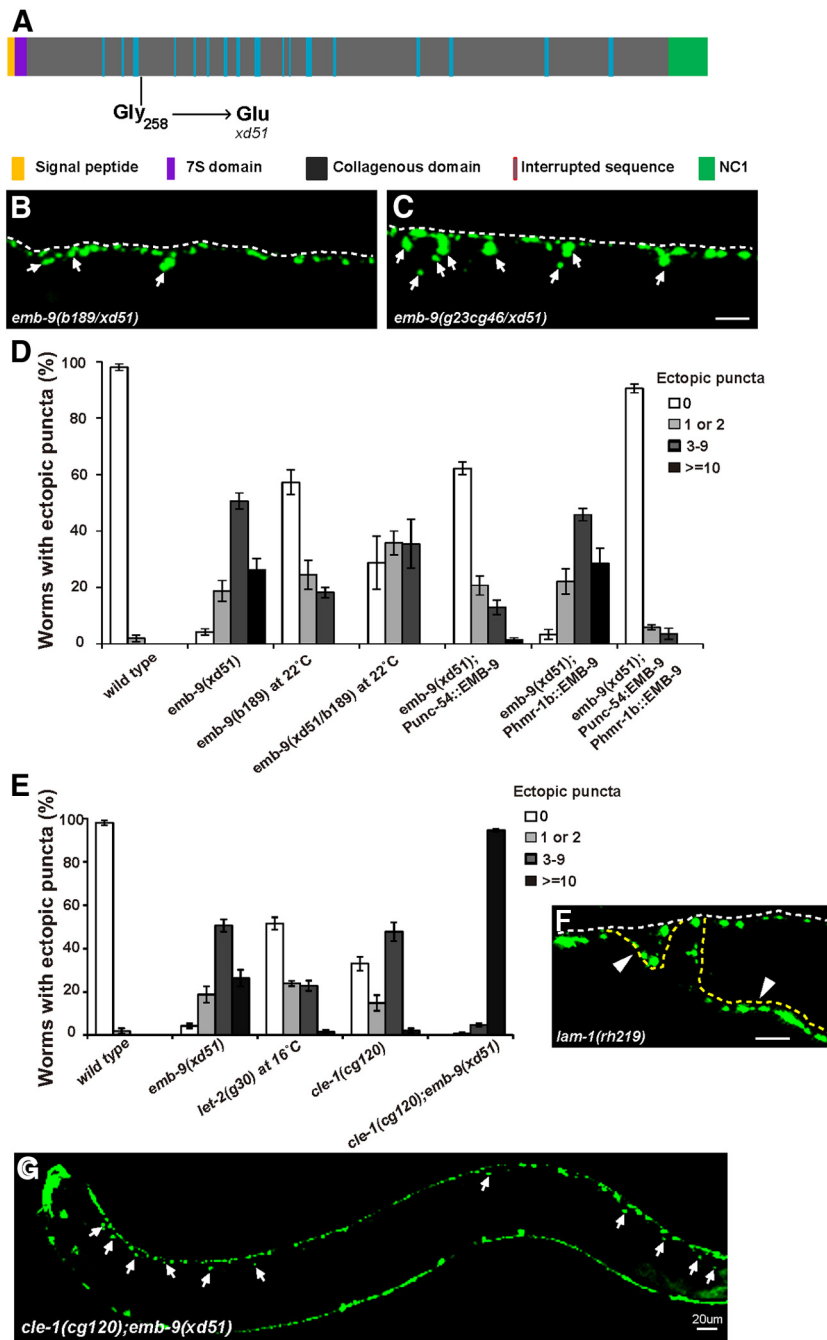 A
Gly258 Glu
xd51
Signal peptide 7S domain Collagenous domain Interrupted sequence NC1
B
emb-9(b189/xd51)
C
emb-9(g23cg46/xd51)
D
Worms with ectopic puncta (%)
100
80
60
40
20
0
Ectopic puncta
0
1 or 2
3-9
>=10
wild type
emb-9(xd51)
emb-9(b189) at 22°C
emb-9(xd51/b189) at 22°C
emb-9(xd51);
Punc-54::EMB-9
emb-9(xd51);
Phmr-1b::EMB-9
emb-9(xd51);
Punc-54:EMB-9
Phmr-1b::EMB-9
E
Worms with ectopic puncta (%)
100
80
60
40
20
0
Ectopic puncta
0
1 or 2
3-9
>=10
wild type
emb-9(xd51)
let-2(g30) at 16°C
cle-1(cg120)
cle-1(cg120);emb-9(xd51)
F
lam-1(rh219)
G
cle-1(cg120);emb-9(xd51)
20um